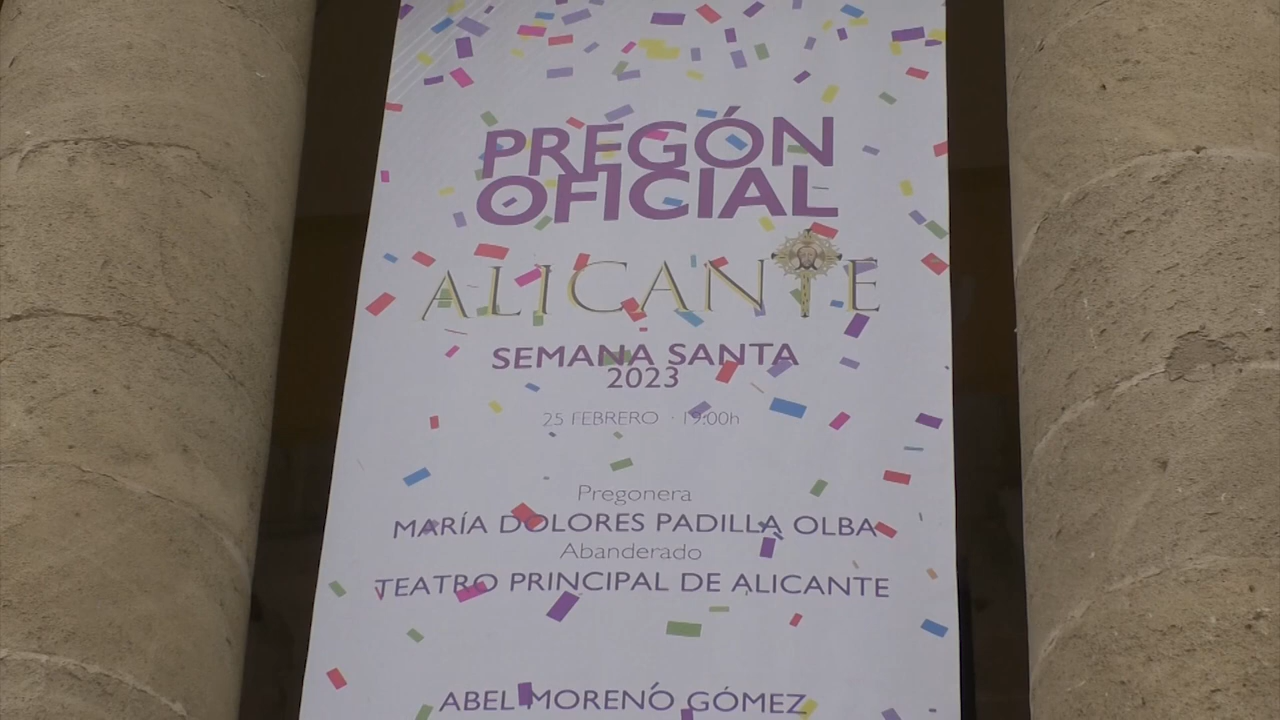 PREGÓN
OFICIAL
ALICANTE
SEMANA SANTA
2023
25 FEBRERO · 19:00h
Pregonera
MARÍA DOLORES PADILLA OLBA
Abanderado
TEATRO PRINCIPAL DE ALICANTE
ABEL MORENO GÓMEZ